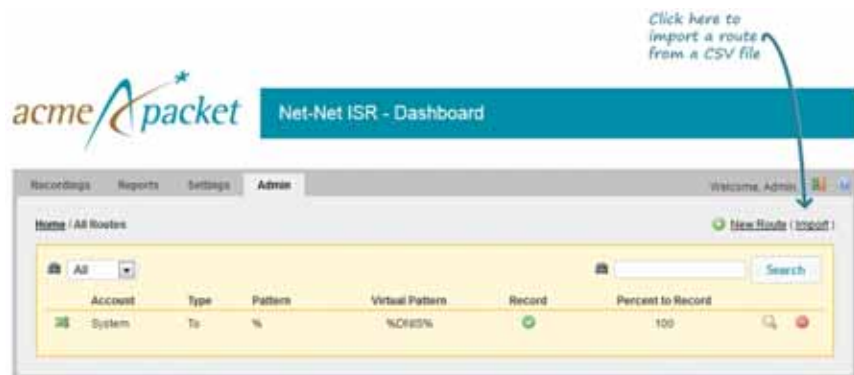 Click here to
import a route
from a CSV file
acme packet
Net-Net ISR - Dashboard
Recordings Reports Settings Admin
Welcome, Admin
Home / All Routes
New Route ( Import )
All
Search
Account Type Pattern Virtual Pattern Record Percent to Record
System To % %DNIS% 100